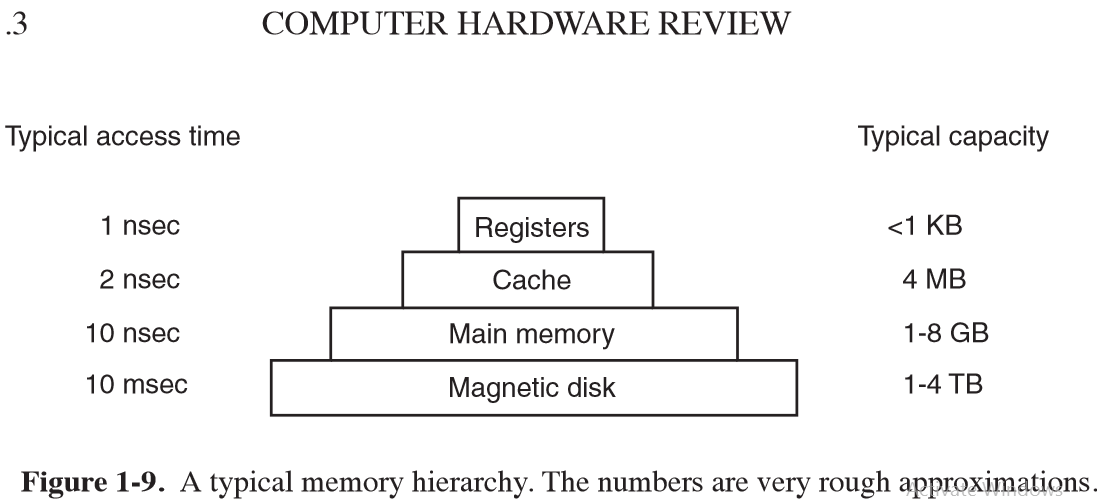 .3 COMPUTER HARDWARE REVIEW
Typical access time Typical capacity
1 nsec Registers <1 KB
2 nsec Cache 4 MB
10 nsec Main memory 1-8 GB
10 msec Magnetic disk 1-4 TB
Figure 1-9. A typical memory hierarchy. The numbers are very rough approximations.
Activate Windows